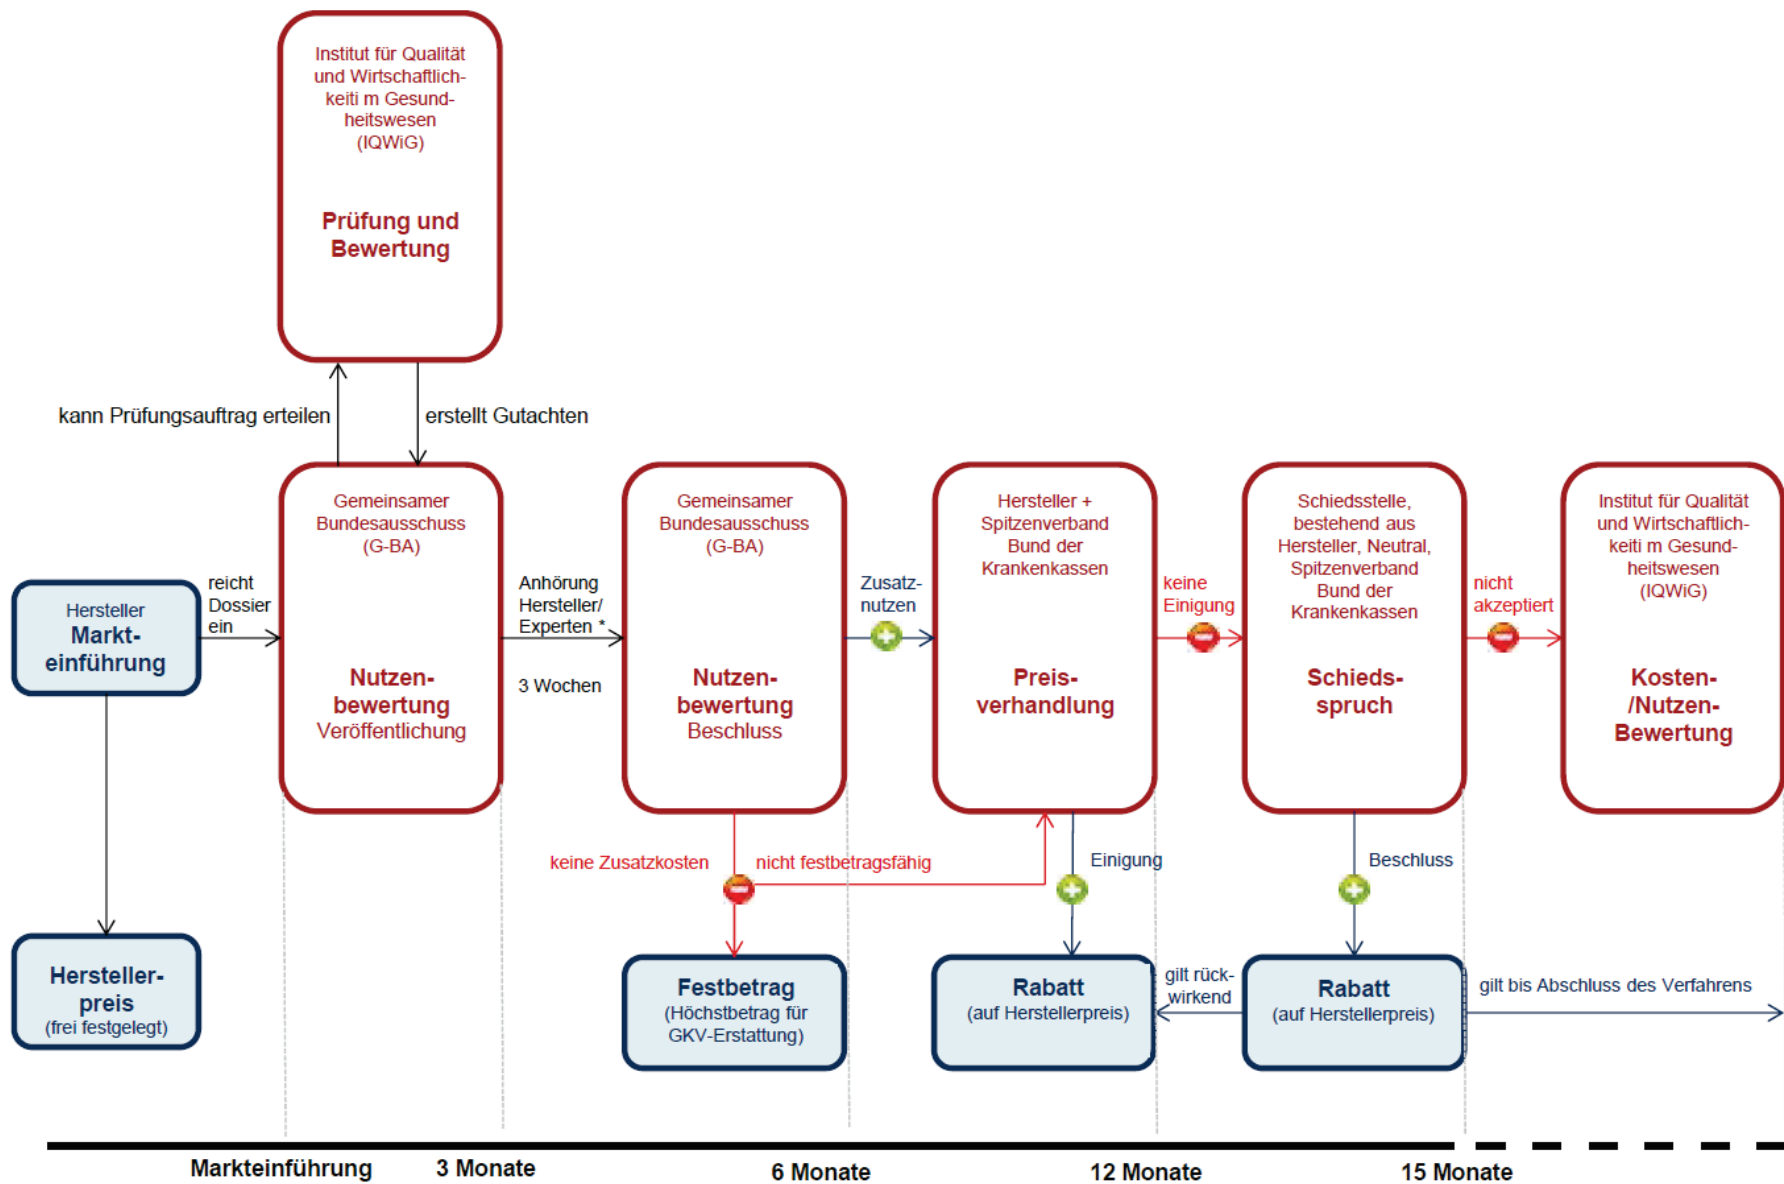 Institut für Qualität
und Wirtschaftlich-
keiti m Gesund-
heitswesen
(IQWiG)
Prüfung und
Bewertung
kann Prüfungsauftrag erteilen
erstellt Gutachten
Hersteller
Markt-
einführung
reicht
Dossier
ein
Gemeinsamer
Bundesausschuss
(G-BA)
Nutzen-
bewertung
Veröffentlichung
Anhörung
Hersteller/
Experten *
3 Wochen
Gemeinsamer
Bundesausschuss
(G-BA)
Nutzen-
bewertung
Beschluss
Zusatz-
nutzen
Hersteller +
Spitzenverband
Bund der
Krankenkassen
Preis-
verhandlung
keine
Einigung
Schiedsstelle,
bestehend aus
Hersteller, Neutral,
Spitzenverband
Bund der
Krankenkassen
Schieds-
spruch
nicht
akzeptiert
Institut für Qualität
und Wirtschaftlich-
keiti m Gesund-
heitswesen
(IQWiG)
Kosten-
/Nutzen-
Bewertung
keine Zusatzkosten
nicht festbetragsfähig
Einigung
Beschluss
Hersteller-
preis
(frei festgelegt)
Festbetrag
(Höchstbetrag für
GKV-Erstattung)
Rabatt
(auf Herstellerpreis)
gilt rück-
wirkend
Rabatt
(auf Herstellerpreis)
gilt bis Abschluss des Verfahrens
Markteinführung
3 Monate
6 Monate
12 Monate
15 Monate